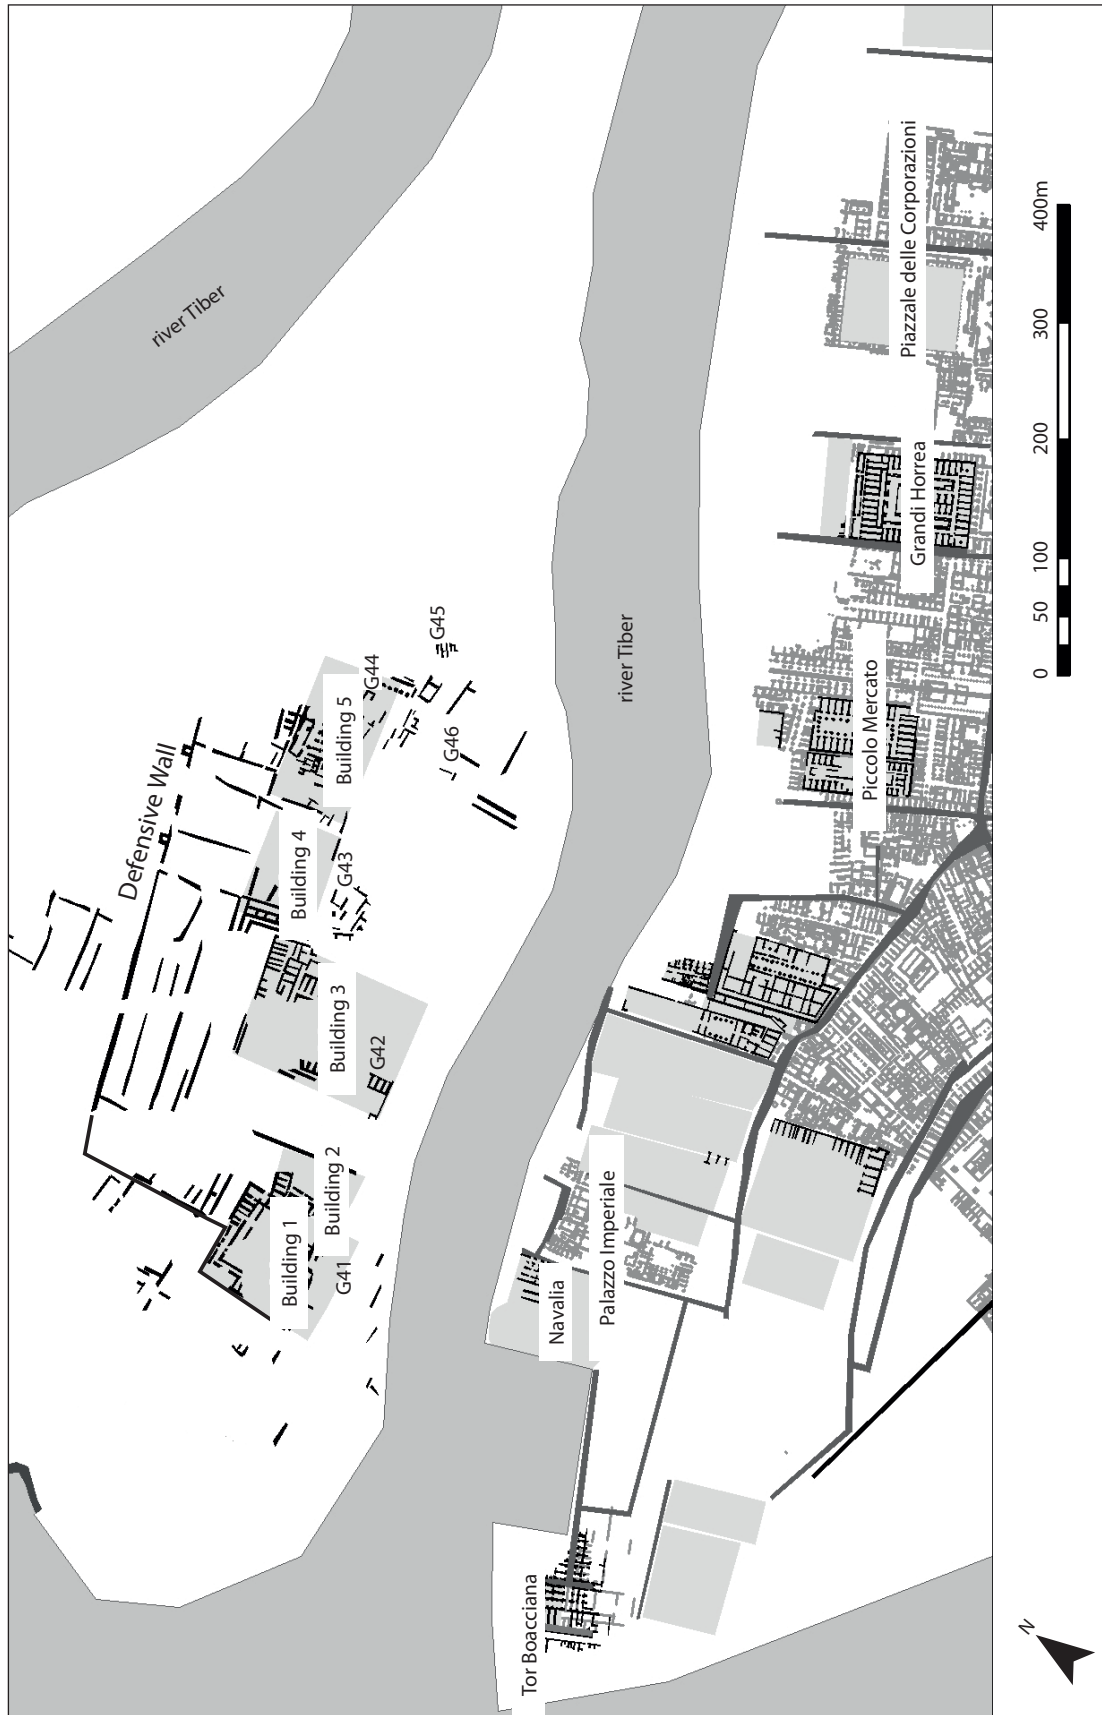 river Tiber
Defensive Wall
Building 1
Building 2
Building 3
Building 4
Building 5
G41
G42
G43
G44
G45
G46
river Tiber
Tor Boacciana
Navalia
Palazzo Imperiale
Piccolo Mercato
Grandi Horrea
Piazzale delle Corporazioni
N
0 50 100 200 300 400m